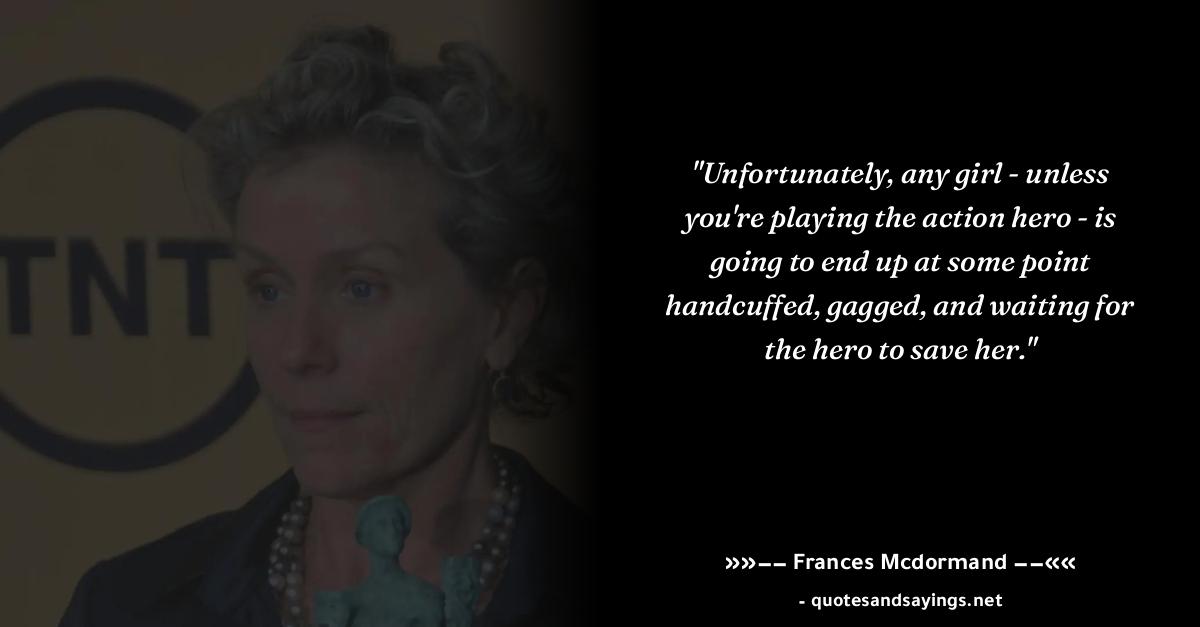 TNT
"Unfortunately, any girl - unless
you're playing the action hero - is
going to end up at some point
handcuffed, gagged, and waiting for
the hero to save her."
»»−− Frances Mcdormand −−««
- quotesandsayings.net